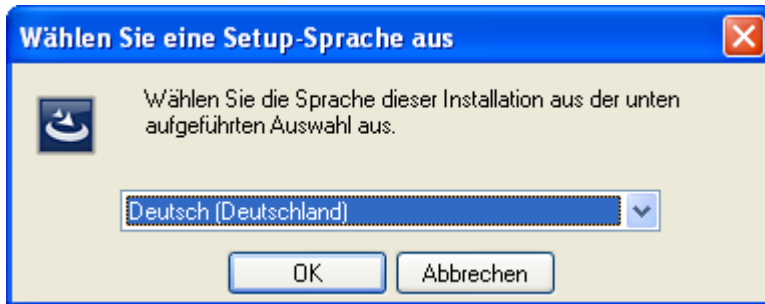 Wählen Sie eine Setup-Sprache aus
Wählen Sie die Sprache dieser Installation aus der unten
aufgeführten Auswahl aus.
Deutsch (Deutschland)
OK Abbrechen